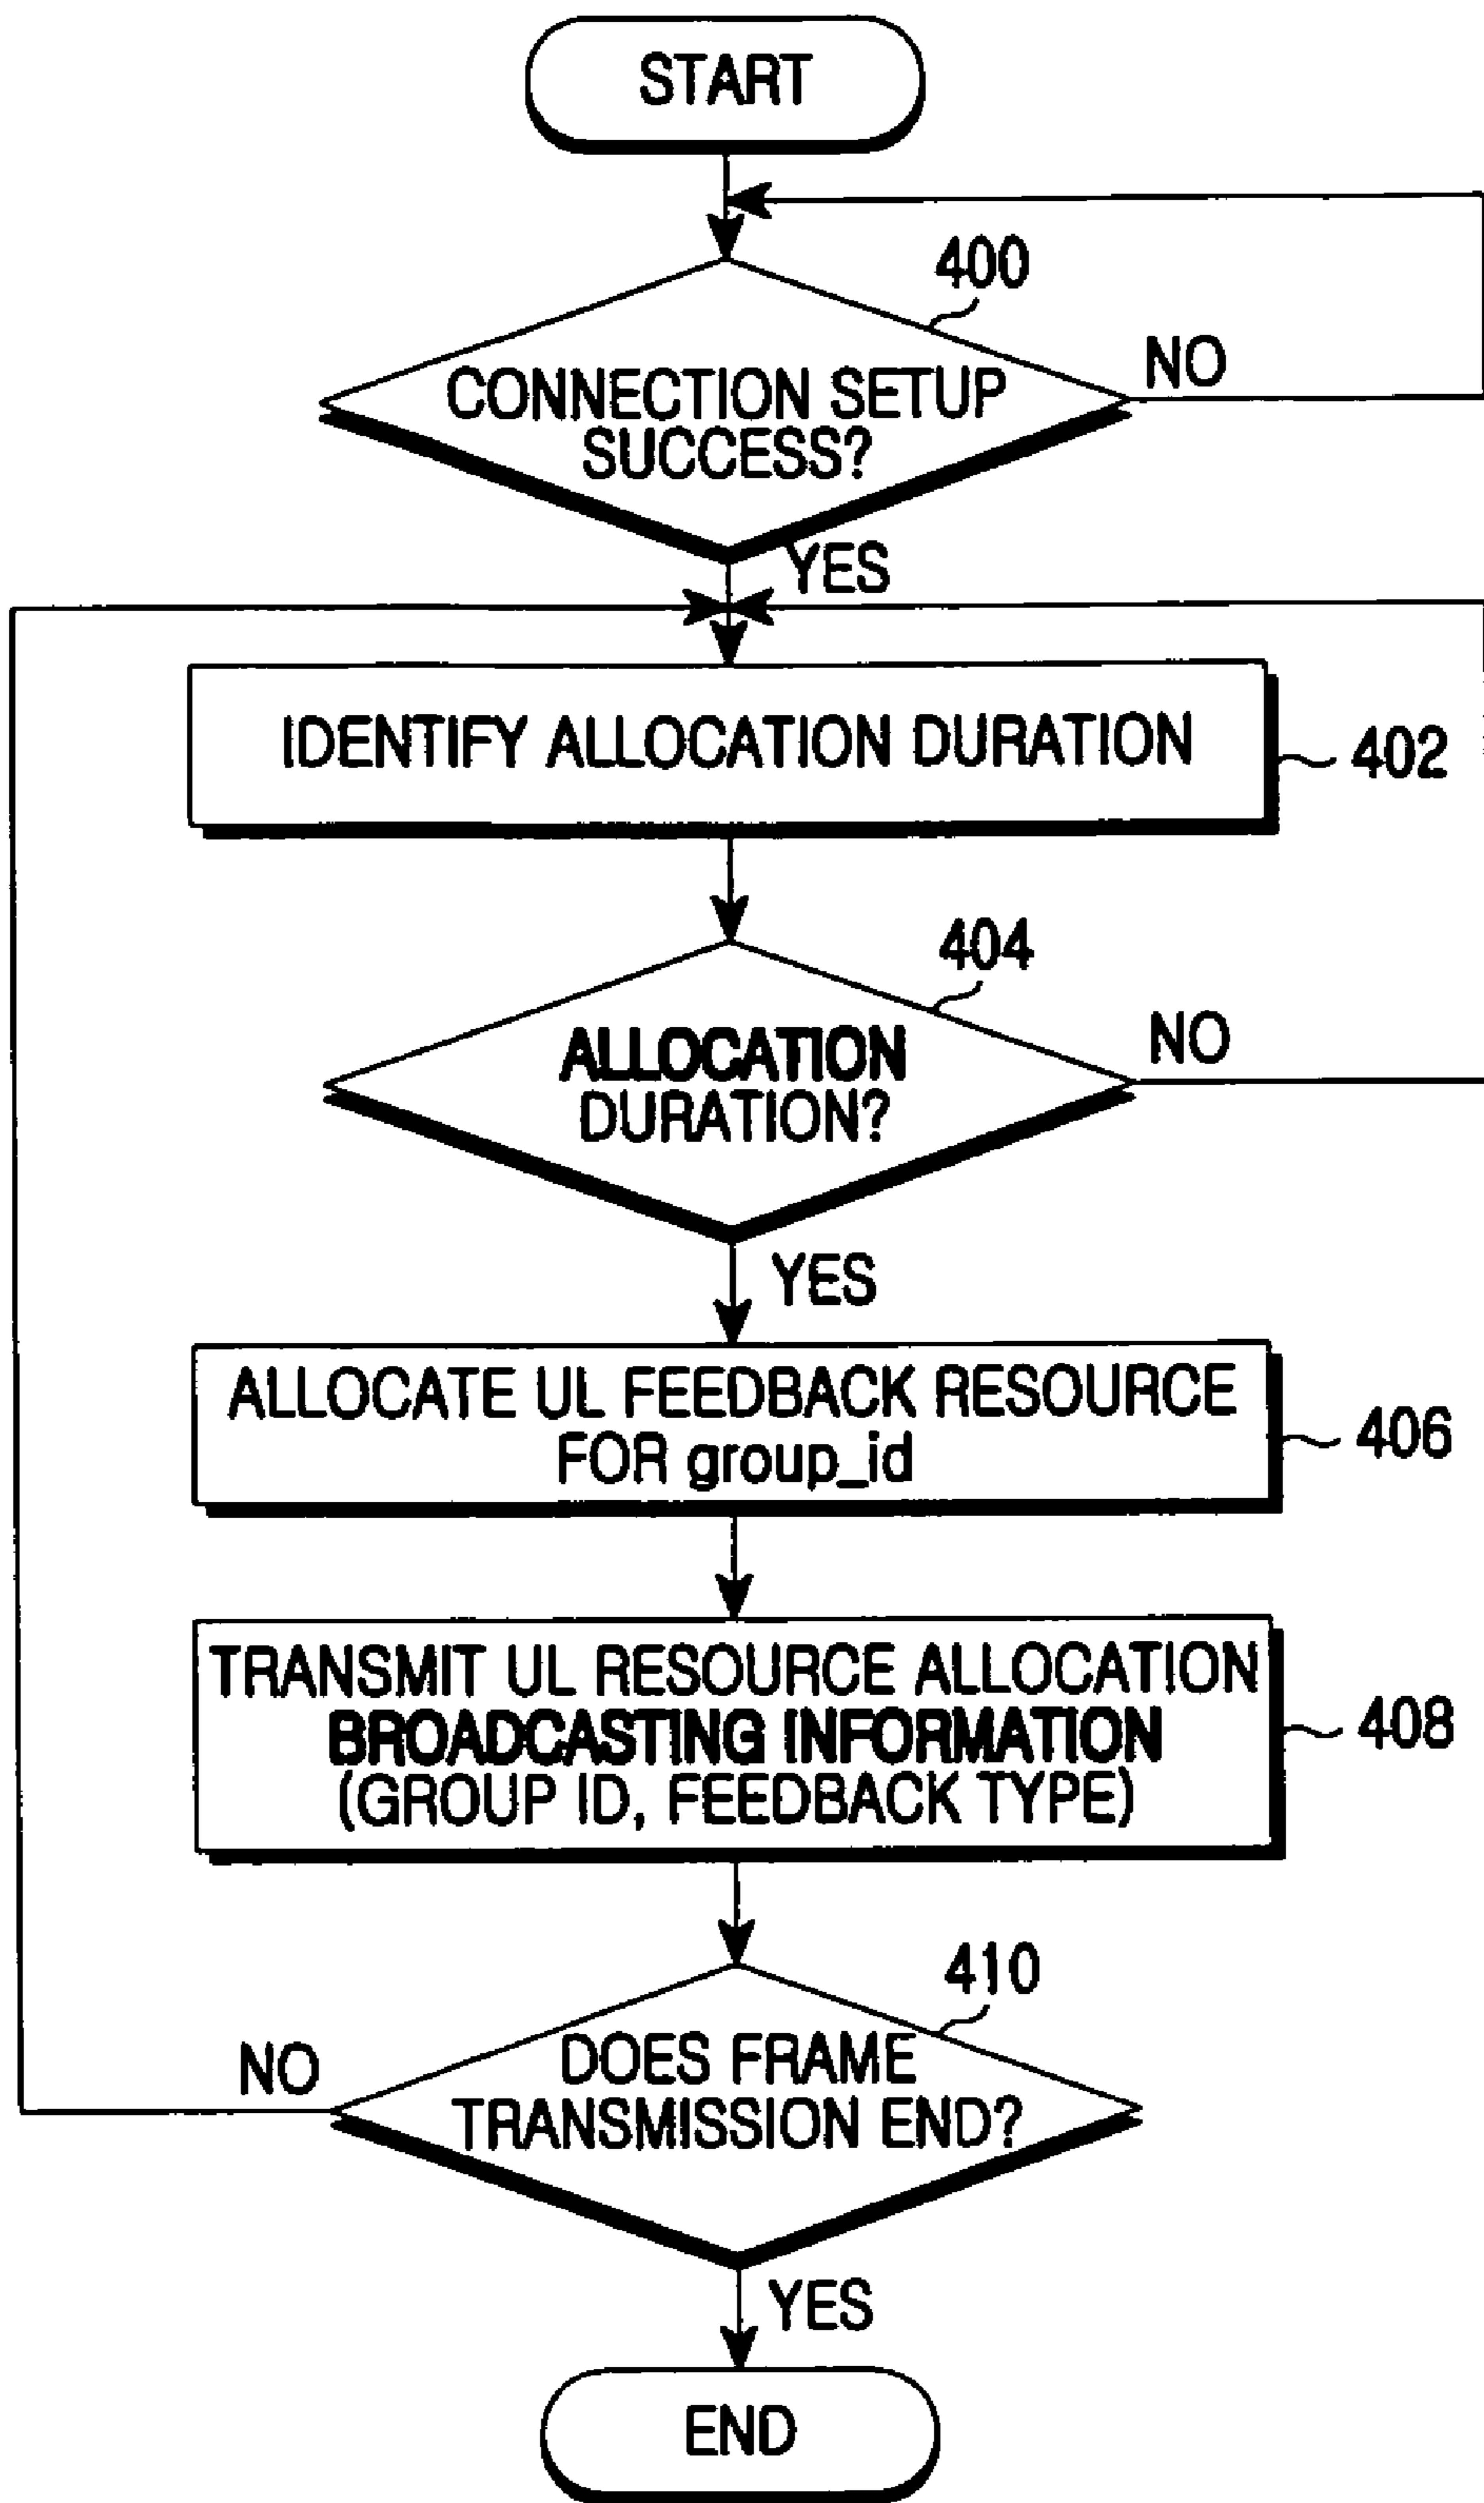 START
400
NO
CONNECTION SETUP
SUCCESS?
YES
IDENTIFY ALLOCATION DURATION
402
404
NO
ALLOCATION
DURATION?
YES
ALLOCATE UL FEEDBACK RESOURCE
FOR group_id
406
TRANSMIT UL RESOURCE ALLOCATION
BROADCASTING INFORMATION
(GROUP ID, FEEDBACK TYPE)
408
410
NO
DOES FRAME
TRANSMISSION END?
YES
END